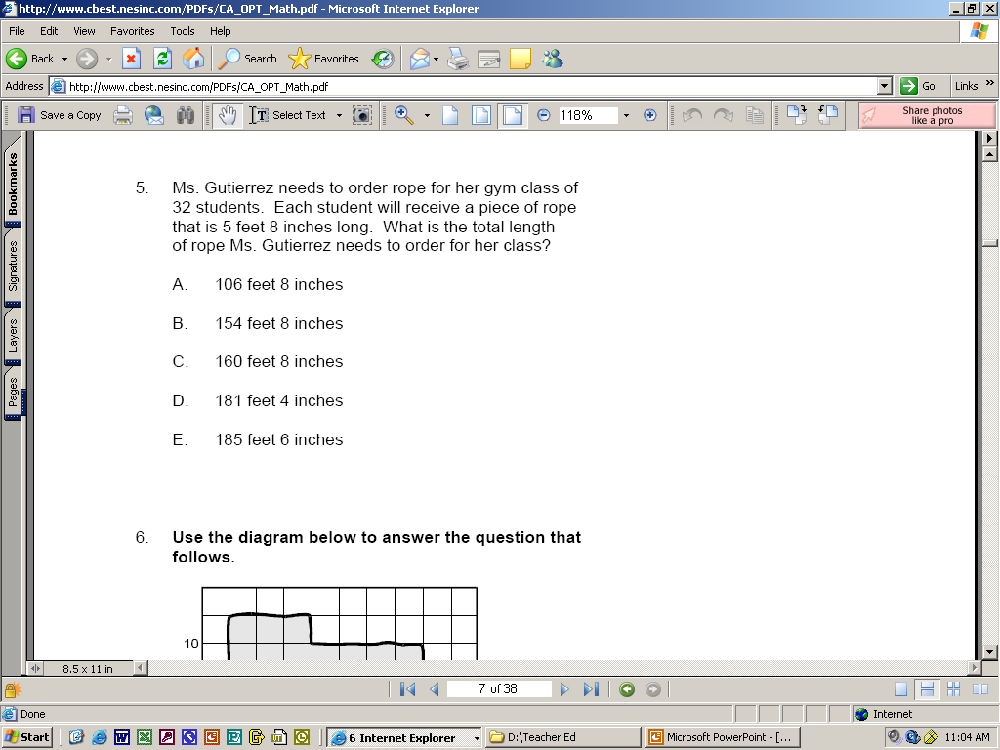 http://www.cbest.nesinc.com/PDFs/CA_OPT_Math.pdf - Microsoft Internet Explorer
File Edit View Favorites Tools Help
Back Search Favorites
Address http://www.cbest.nesinc.com/PDFs/CA_OPT_Math.pdf Go Links »
Save a Copy Select Text 118% Share photos
like a pro
Bookmarks
Signatures
Layers
Pages
5. Ms. Gutierrez needs to order rope for her gym class of
32 students. Each student will receive a piece of rope
that is 5 feet 8 inches long. What is the total length
of rope Ms. Gutierrez needs to order for her class?
A. 106 feet 8 inches
B. 154 feet 8 inches
C. 160 feet 8 inches
D. 181 feet 4 inches
E. 185 feet 6 inches
6. Use the diagram below to answer the question that
follows.
10
8.5 x 11 in
7 of 38
Done Internet
Start 6 Internet Explorer D:\Teacher Ed Microsoft PowerPoint - [... 11:04 AM